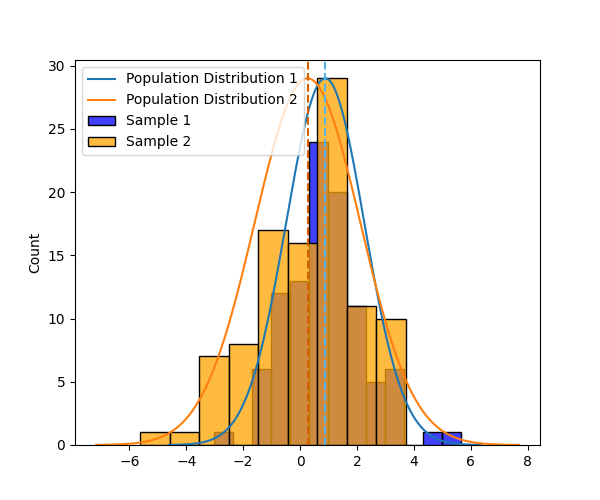 Population Distribution 1
Population Distribution 2
Sample 1
Sample 2
Count
30
25
20
15
10
5
0
−6 −4 −2 0 2 4 6 8